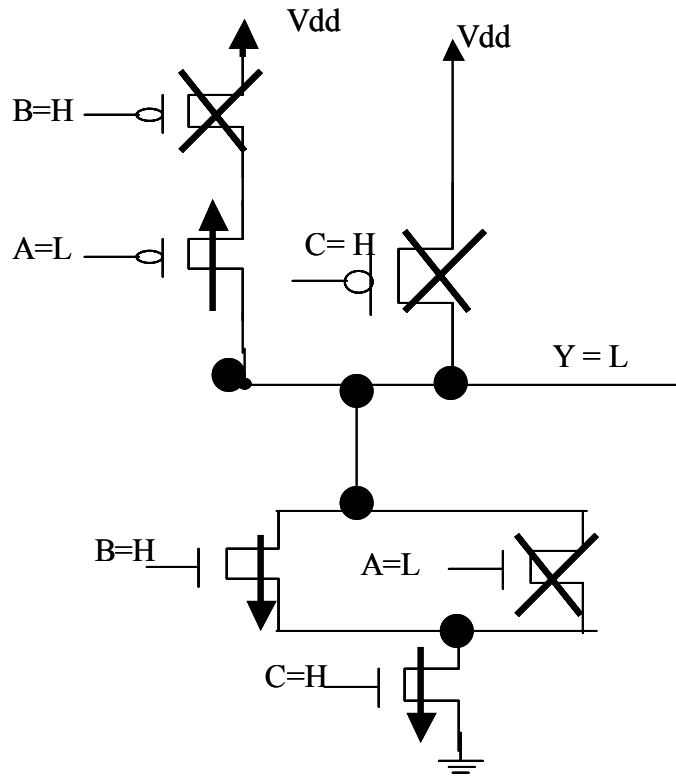 Vdd
Vdd
B=H
A=L
C= H
Y = L
B=H
A=L
C=H